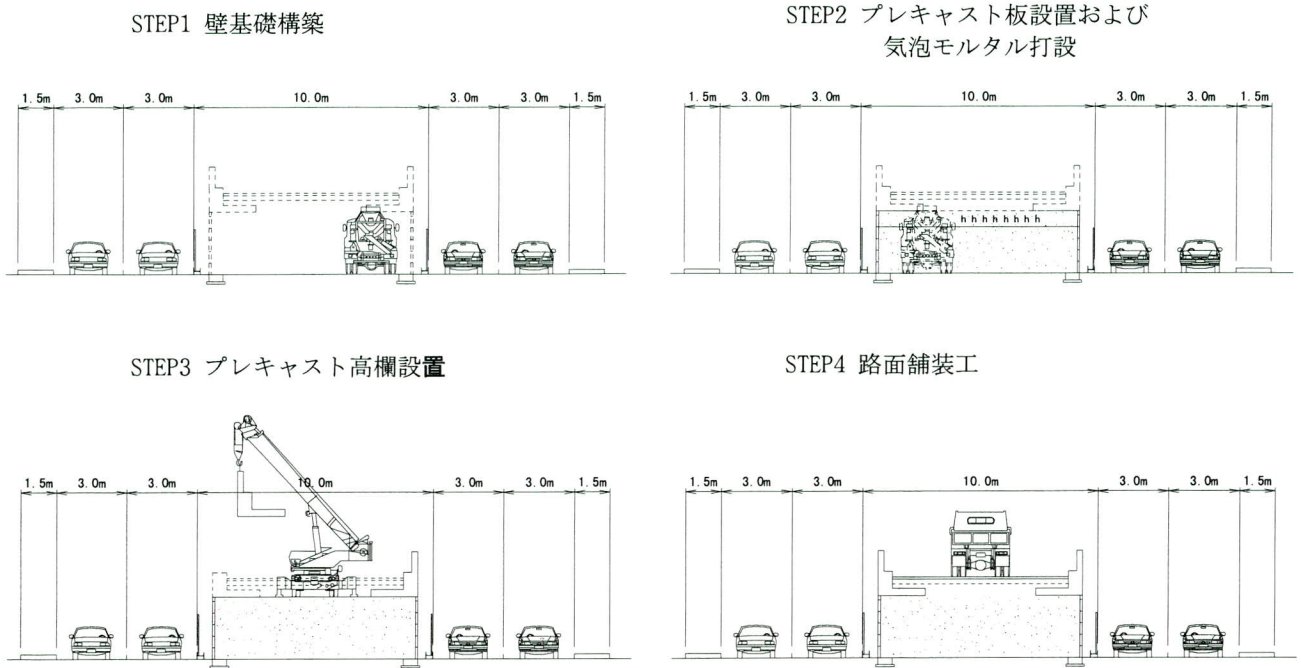 STEP1 壁基礎構築
1.5m 3.0m 3.0m 10.0m 3.0m 3.0m 1.5m
STEP2 プレキャスト板設置および
気泡モルタル打設
1.5m 3.0m 3.0m 10.0m 3.0m 3.0m 1.5m
h h h h h h h h
STEP3 プレキャスト高欄設置
1.5m 3.0m 3.0m 10.0m 3.0m 3.0m 1.5m
STEP4 路面舗装工
1.5m 3.0m 3.0m 10.0m 3.0m 3.0m 1.5m